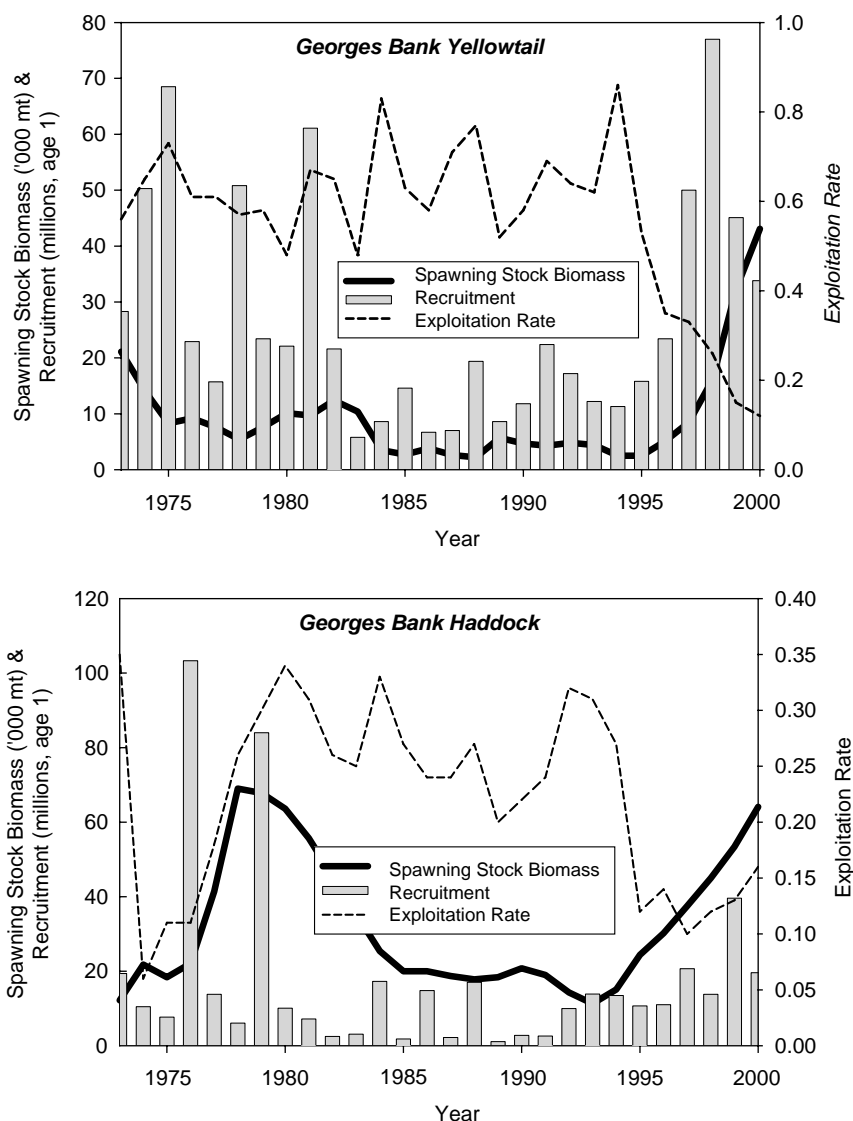 Georges Bank Yellowtail
Spawning Stock Biomass ('000 mt) &
Recruitment (millions, age 1)
80
70
60
50
40
30
20
10
0
1.0
0.8
0.6
0.4
0.2
0.0
Exploitation Rate
Spawning Stock Biomass
Recruitment
Exploitation Rate
1975 1980 1985 1990 1995 2000
Year
Georges Bank Haddock
Spawning Stock Biomass ('000 mt) &
Recruitment (millions, age 1)
120
100
80
60
40
20
0
0.40
0.35
0.30
0.25
0.20
0.15
0.10
0.05
0.00
Exploitation Rate
Spawning Stock Biomass
Recruitment
Exploitation Rate
1975 1980 1985 1990 1995 2000
Year